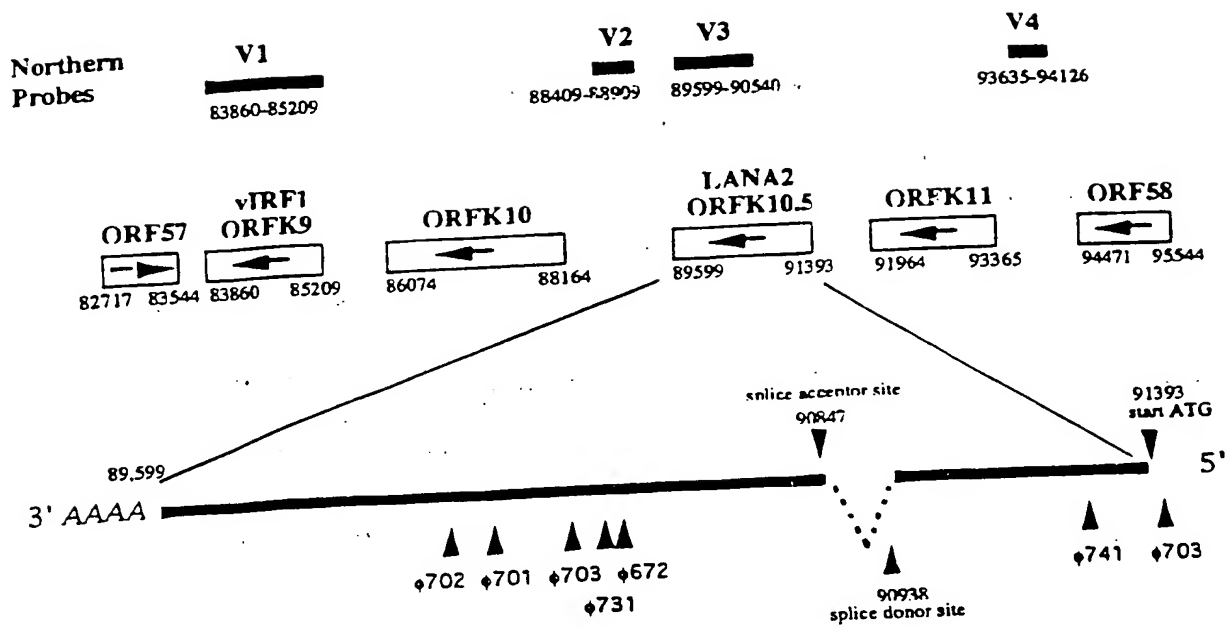 Northern
Probes
V1
83860-85209
V2
88409-88909
V3
89599-90540
V4
93635-94126
ORF57
82717 83544
vIRF1
ORFK9
83860 85209
ORFK10
86074 88164
LANA2
ORFK10.5
89599 91393
ORFK11
91964 93365
ORF58
94471 95544
splice acceptor site
90847
91393
start ATG
89,599
3' AAAA
5'
φ702 φ701 φ703 φ672
φ731
φ741 φ703
90938
splice donor site